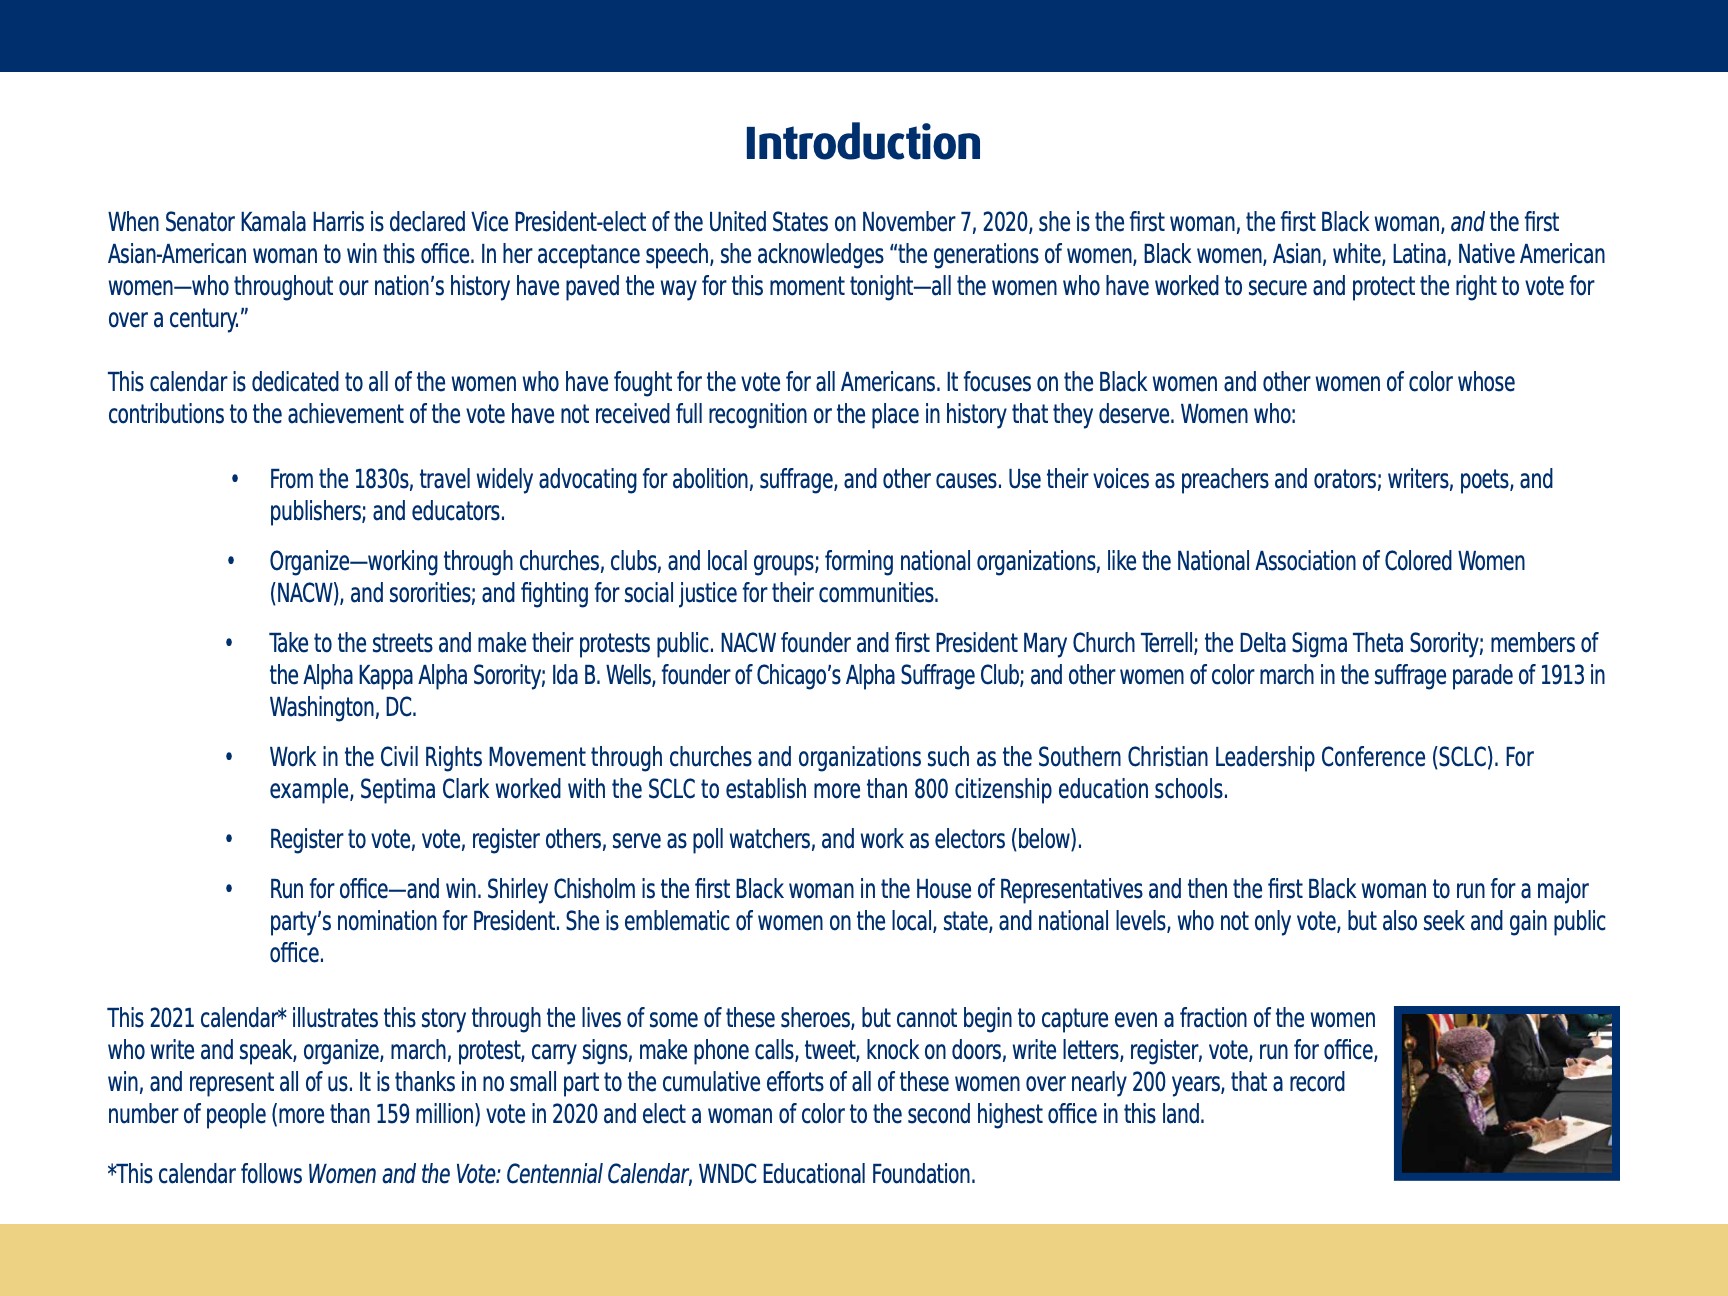 Introduction
When Senator Kamala Harris is declared Vice President-elect of the United States on November 7, 2020, she is the first woman, the first Black woman, and the first
Asian-American woman to win this office. In her acceptance speech, she acknowledges “the generations of women, Black women, Asian, white, Latina, Native American
women—who throughout our nation’s history have paved the way for this moment tonight—all the women who have worked to secure and protect the right to vote for
over a century.”
This calendar is dedicated to all of the women who have fought for the vote for all Americans. It focuses on the Black women and other women of color whose
contributions to the achievement of the vote have not received full recognition or the place in history that they deserve. Women who:
• From the 1830s, travel widely advocating for abolition, suffrage, and other causes. Use their voices as preachers and orators; writers, poets, and
publishers; and educators.
• Organize—working through churches, clubs, and local groups; forming national organizations, like the National Association of Colored Women
(NACW), and sororities; and fighting for social justice for their communities.
• Take to the streets and make their protests public. NACW founder and first President Mary Church Terrell; the Delta Sigma Theta Sorority; members of
the Alpha Kappa Alpha Sorority; Ida B. Wells, founder of Chicago’s Alpha Suffrage Club; and other women of color march in the suffrage parade of 1913 in
Washington, DC.
• Work in the Civil Rights Movement through churches and organizations such as the Southern Christian Leadership Conference (SCLC). For
example, Septima Clark worked with the SCLC to establish more than 800 citizenship education schools.
• Register to vote, vote, register others, serve as poll watchers, and work as electors (below).
• Run for office—and win. Shirley Chisholm is the first Black woman in the House of Representatives and then the first Black woman to run for a major
party’s nomination for President. She is emblematic of women on the local, state, and national levels, who not only vote, but also seek and gain public
office.
This 2021 calendar* illustrates this story through the lives of some of these sheroes, but cannot begin to capture even a fraction of the women
who write and speak, organize, march, protest, carry signs, make phone calls, tweet, knock on doors, write letters, register, vote, run for office,
win, and represent all of us. It is thanks in no small part to the cumulative efforts of all of these women over nearly 200 years, that a record
number of people (more than 159 million) vote in 2020 and elect a woman of color to the second highest office in this land.
*This calendar follows Women and the Vote: Centennial Calendar, WNDC Educational Foundation.